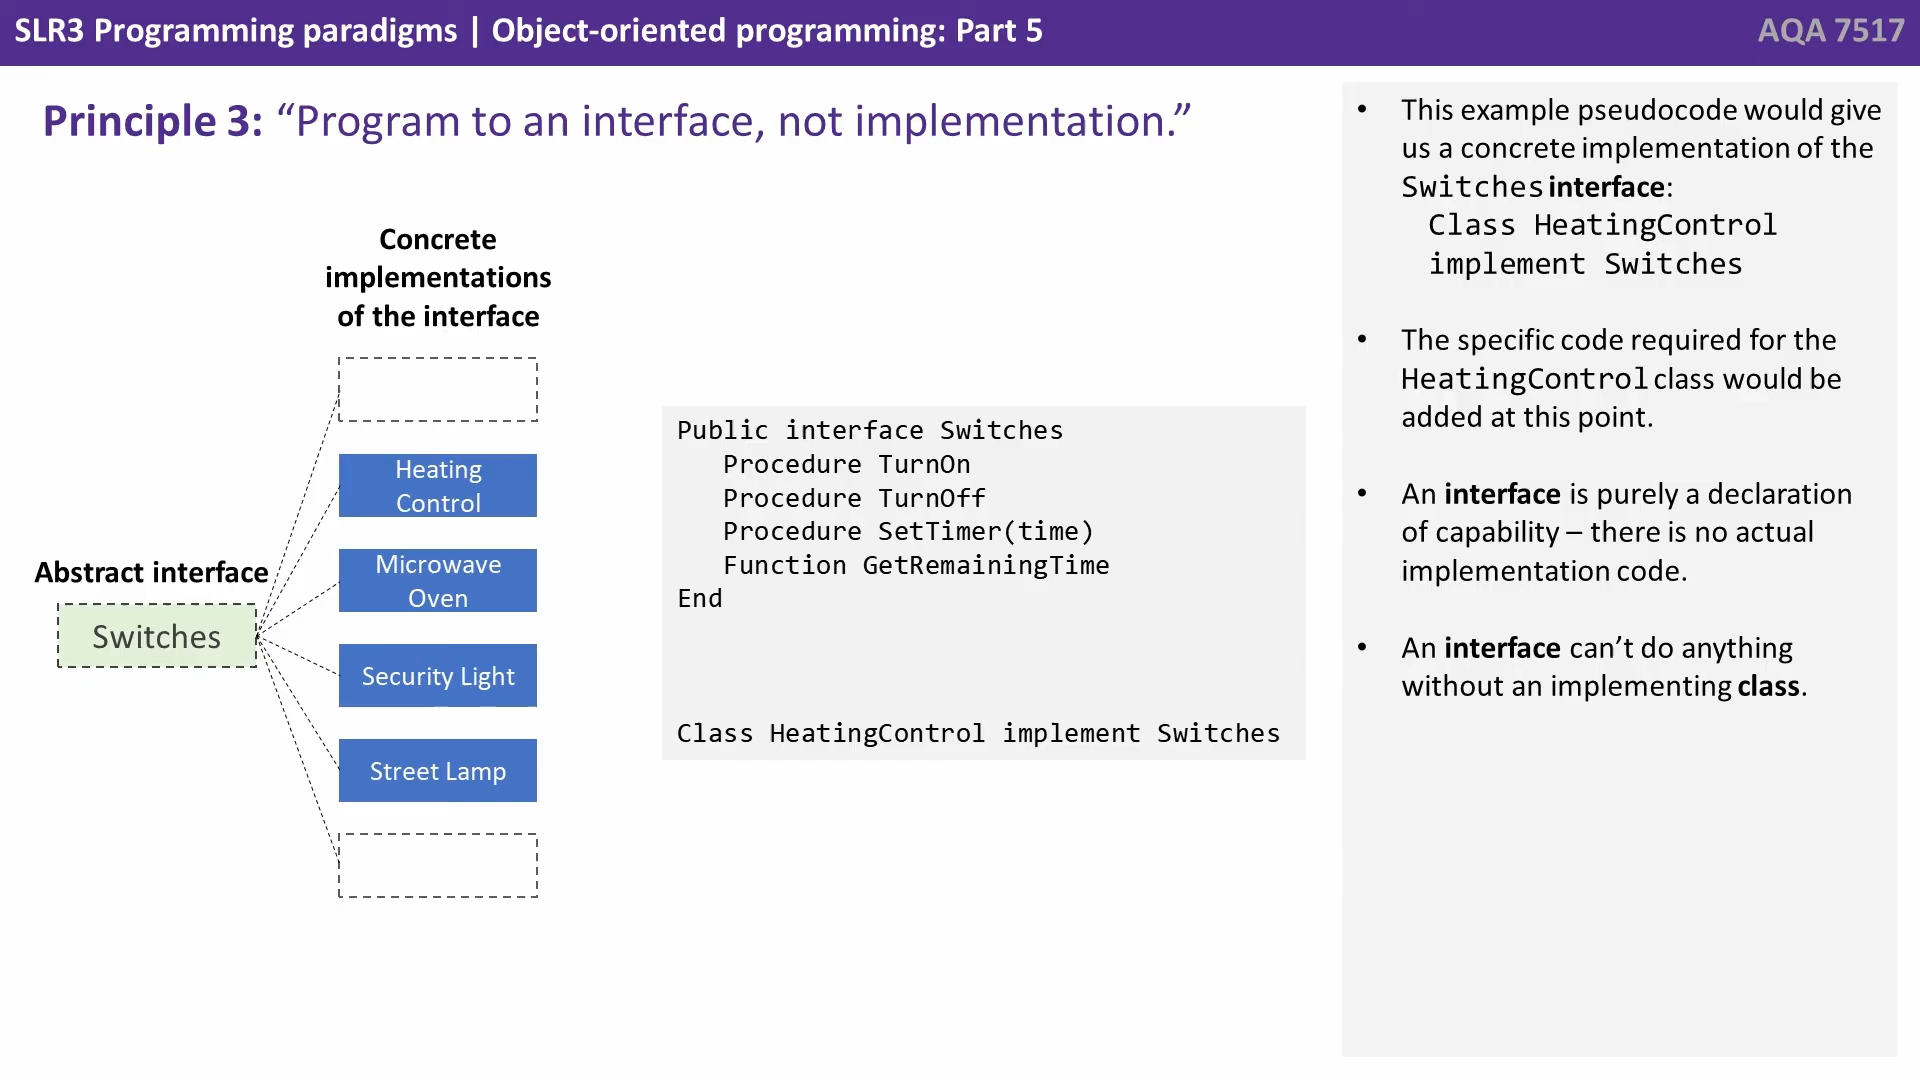 SLR3 Programming paradigms | Object-oriented programming: Part 5
AQA 7517
Principle 3: “Program to an interface, not implementation.”
Concrete
implementations
of the interface
Heating
Control
Microwave
Oven
Security Light
Street Lamp
Abstract interface
Switches
Public interface Switches
   Procedure TurnOn
   Procedure TurnOff
   Procedure SetTimer(time)
   Function GetRemainingTime
End
Class HeatingControl implement Switches
• This example pseudocode would give
us a concrete implementation of the
Switches interface:
Class HeatingControl
implement Switches
• The specific code required for the
HeatingControl class would be
added at this point.
• An interface is purely a declaration
of capability – there is no actual
implementation code.
• An interface can’t do anything
without an implementing class.